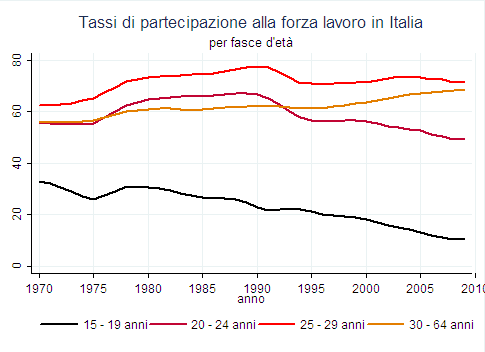 Tassi di partecipazione alla forza lavoro in Italia
per fasce d'età
80
60
40
20
0
1970 1975 1980 1985 1990 1995 2000 2005 2010
anno
15 - 19 anni 20 - 24 anni 25 - 29 anni 30 - 64 anni